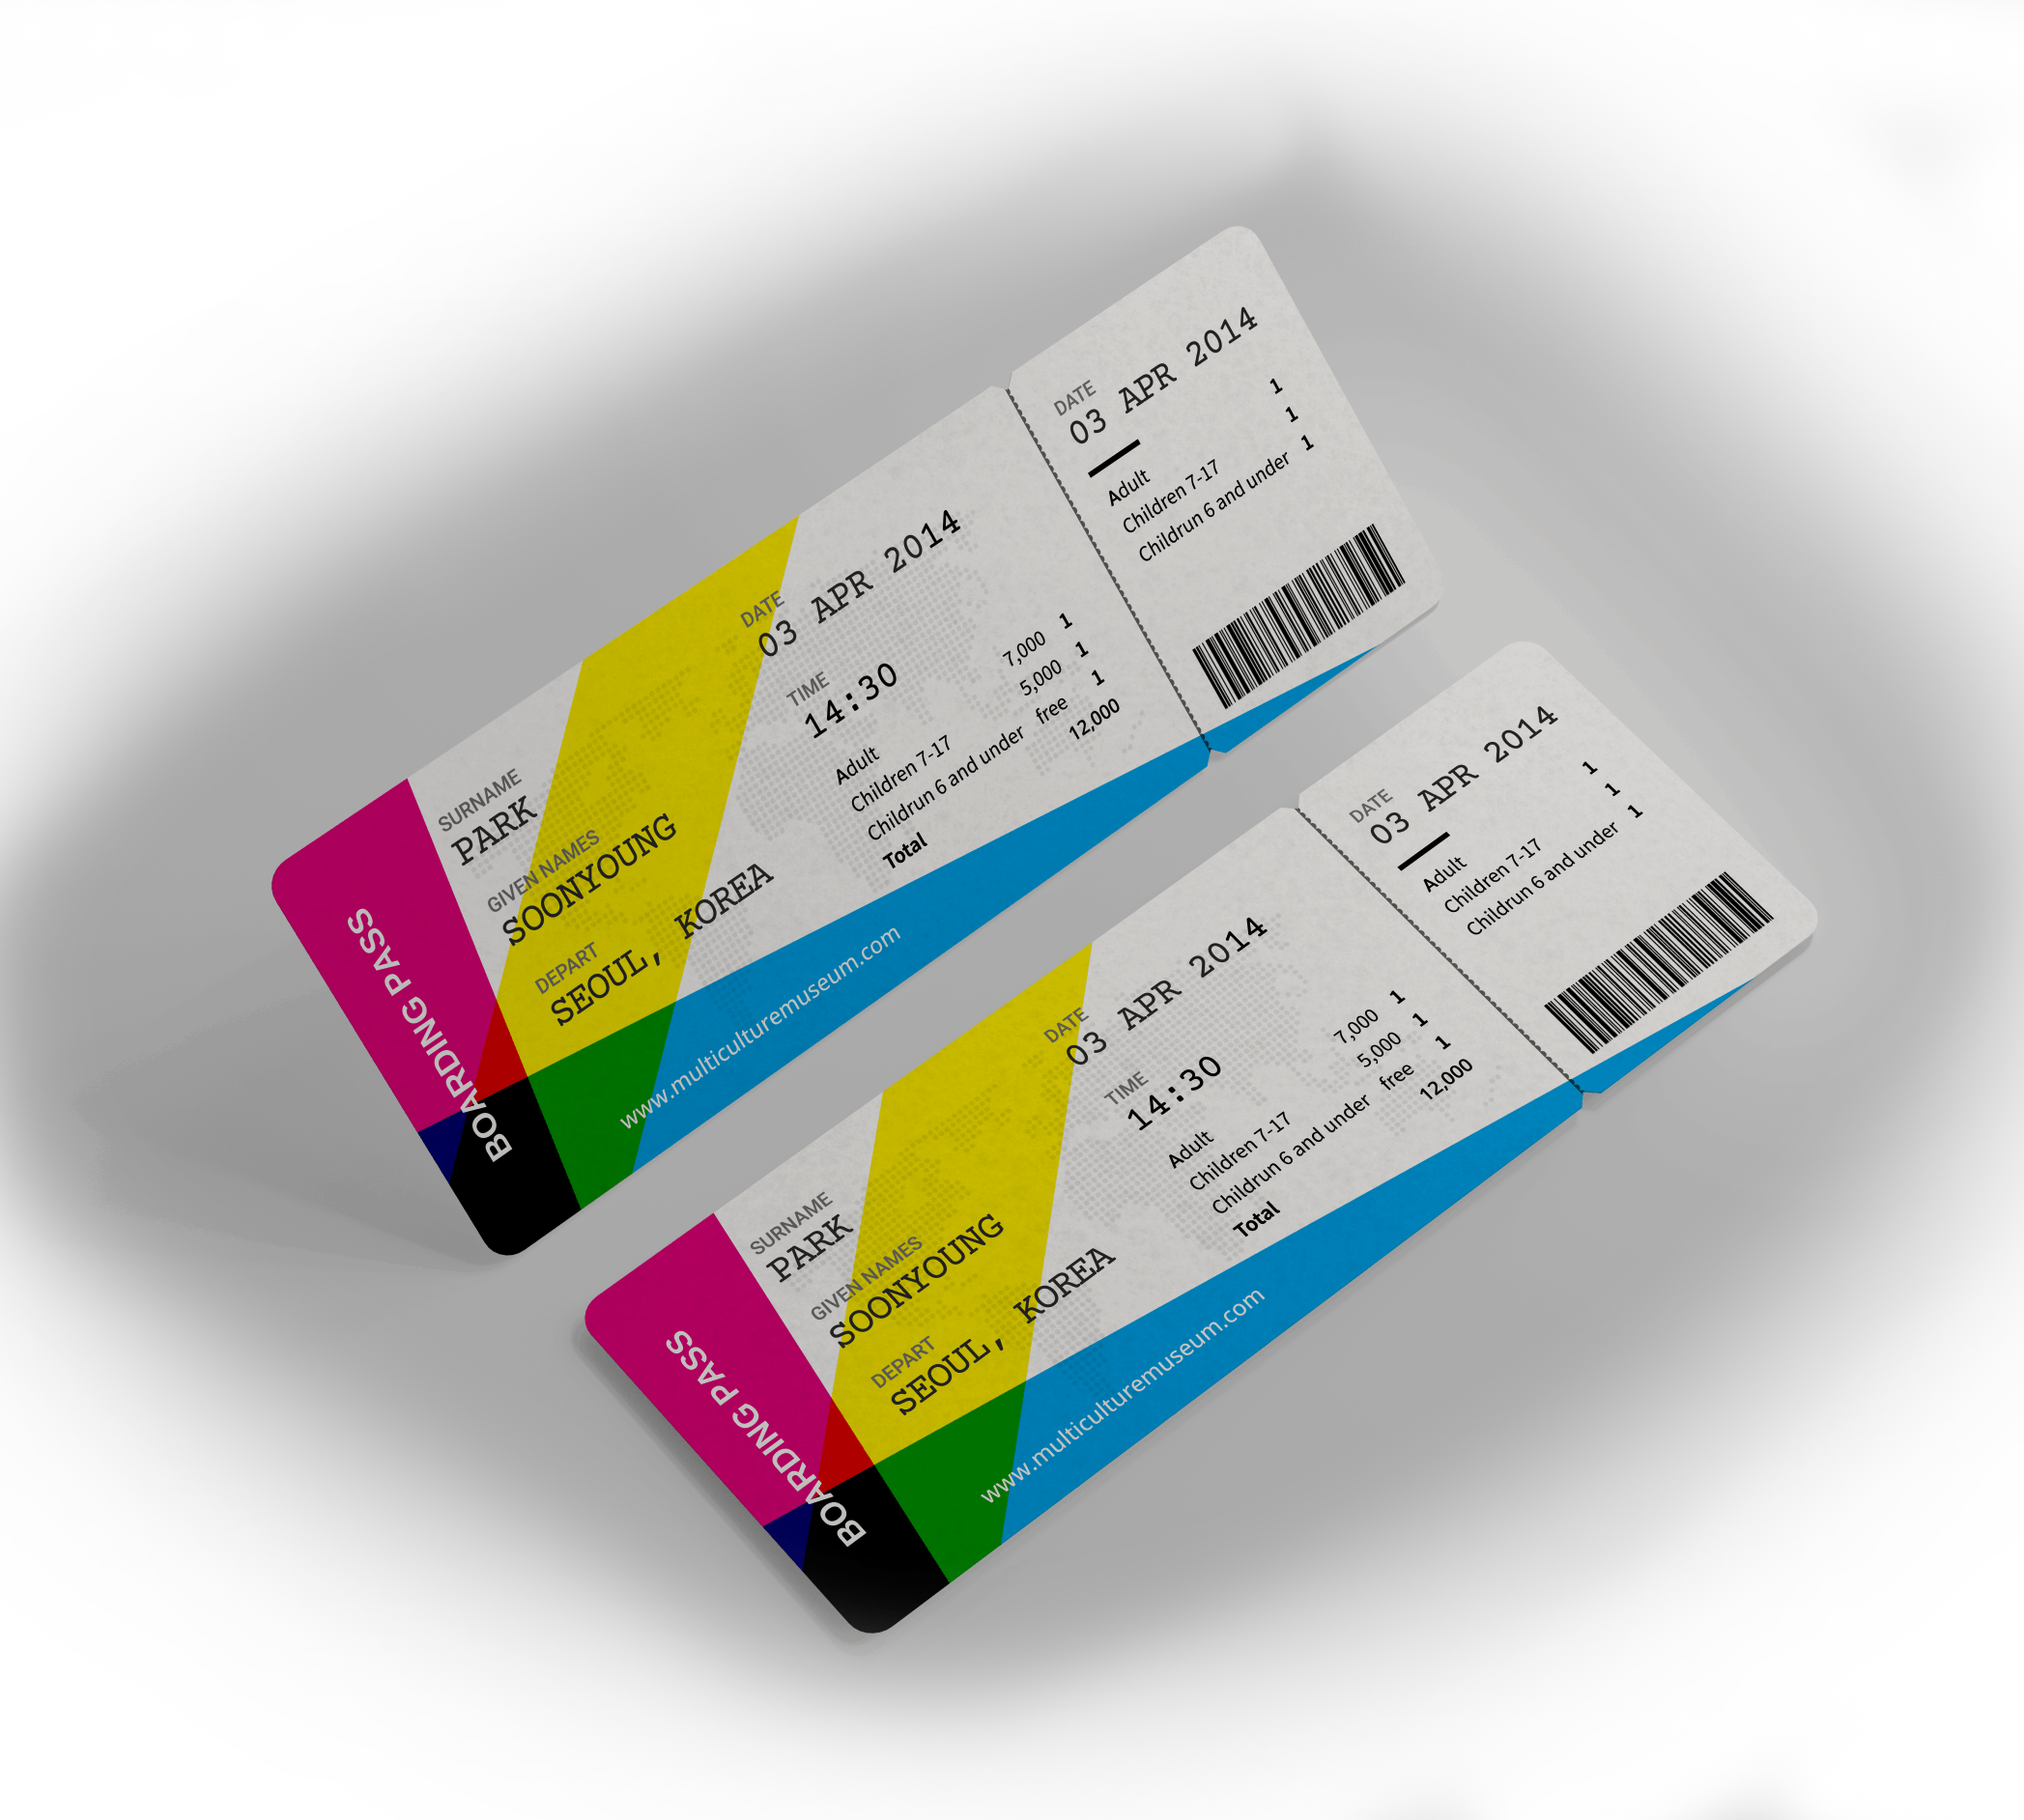 BOARDING PASS
SURNAME
PARK
GIVEN NAMES
SOONYOUNG
DEPART
SEOUL, KOREA
DATE
03 APR 2014
TIME
14:30
Adult 7,000 1
Children 7-17 5,000 1
Childrun 6 and under free 1
Total 12,000
www.multiculturemuseum.com
DATE
03 APR 2014
Adult 1
Children 7-17 1
Childrun 6 and under 1
BOARDING PASS
SURNAME
PARK
GIVEN NAMES
SOONYOUNG
DEPART
SEOUL, KOREA
DATE
03 APR 2014
TIME
14:30
Adult 7,000 1
Children 7-17 5,000 1
Childrun 6 and under free 1
Total 12,000
www.multiculturemuseum.com
DATE
03 APR 2014
Adult 1
Children 7-17 1
Childrun 6 and under 1